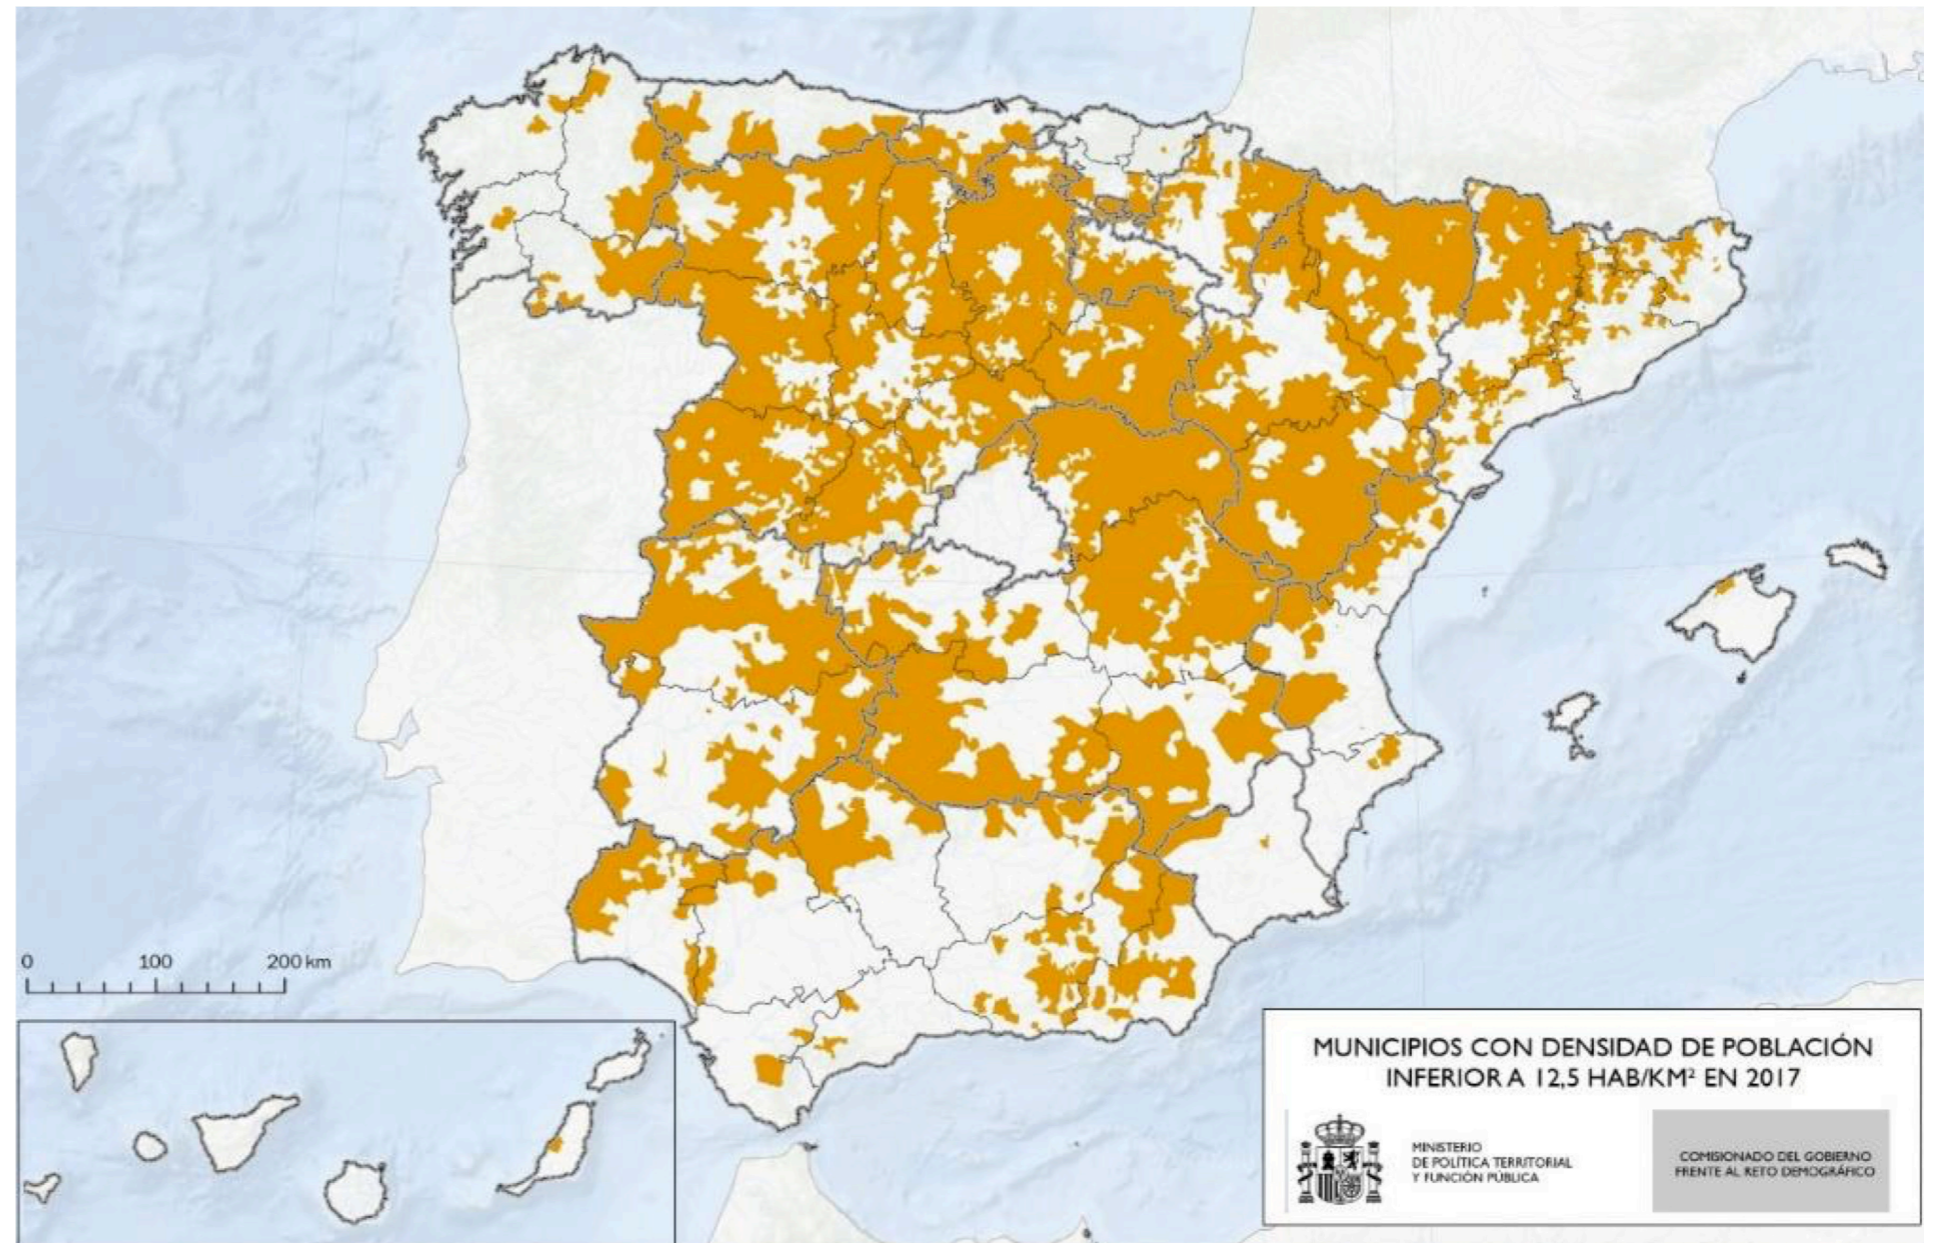 0 100 200 km
MUNICIPIOS CON DENSIDAD DE POBLACIÓN
INFERIOR A 12,5 HAB/KM² EN 2017
MINISTERIO
DE POLÍTICA TERRITORIAL
Y FUNCIÓN PÚBLICA
COMISIONADO DEL GOBIERNO
FRENTE AL RETO DEMOGRÁFICO